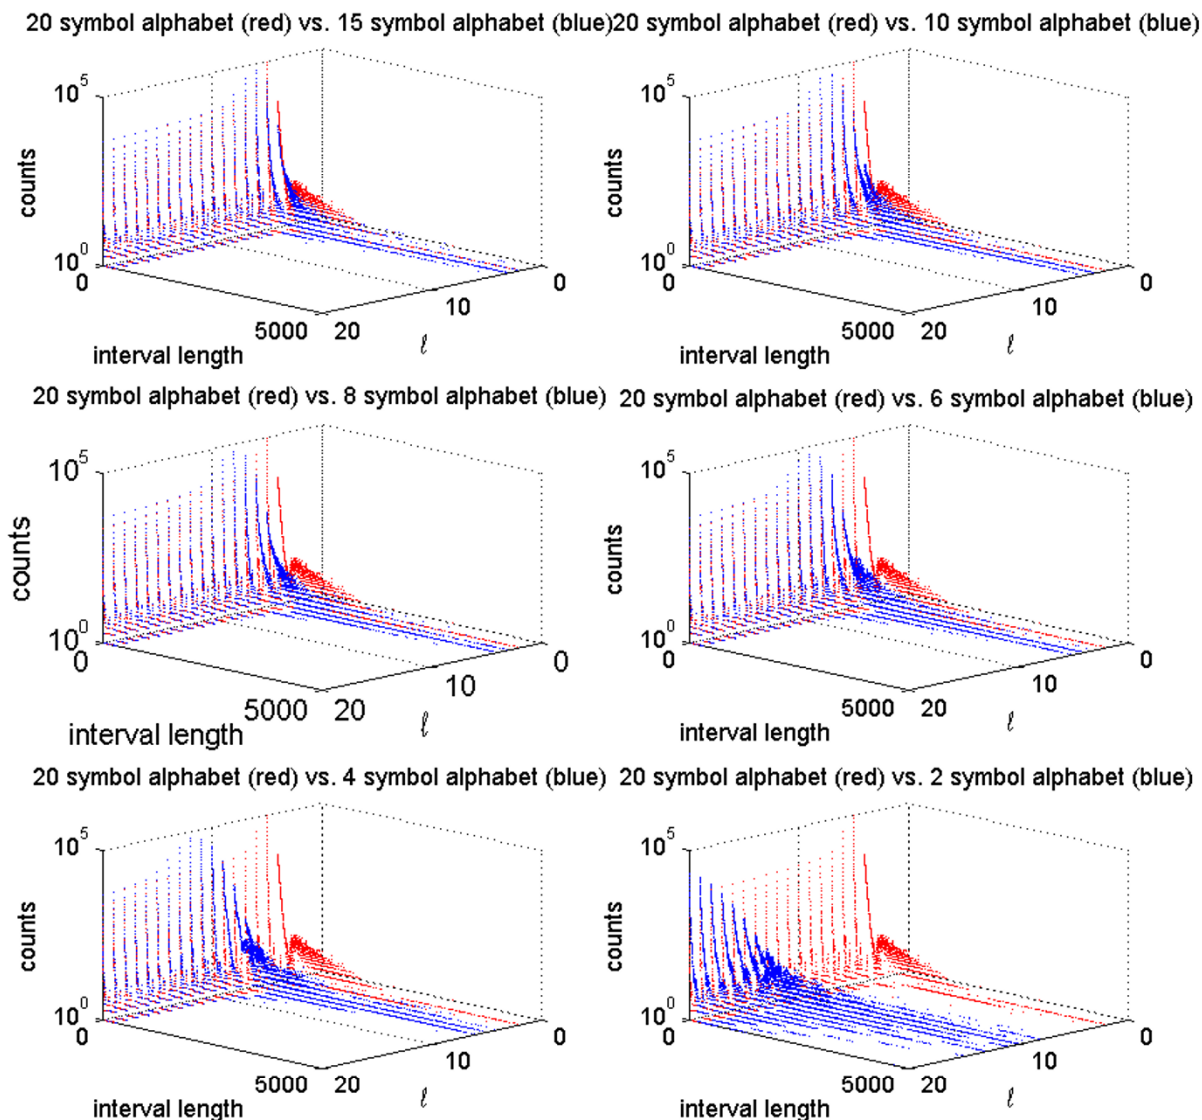 20 symbol alphabet (red) vs. 15 symbol alphabet (blue)
10^5
counts
10^0
0
5000
interval length
20
10
0
ℓ
20 symbol alphabet (red) vs. 10 symbol alphabet (blue)
10^5
counts
10^0
0
5000
interval length
20
10
0
ℓ
20 symbol alphabet (red) vs. 8 symbol alphabet (blue)
10^5
counts
10^0
0
5000
interval length
20
10
0
ℓ
20 symbol alphabet (red) vs. 6 symbol alphabet (blue)
10^5
counts
10^0
0
5000
interval length
20
10
0
ℓ
20 symbol alphabet (red) vs. 4 symbol alphabet (blue)
10^5
counts
10^0
0
5000
interval length
20
10
0
ℓ
20 symbol alphabet (red) vs. 2 symbol alphabet (blue)
10^5
counts
10^0
0
5000
interval length
20
10
0
ℓ